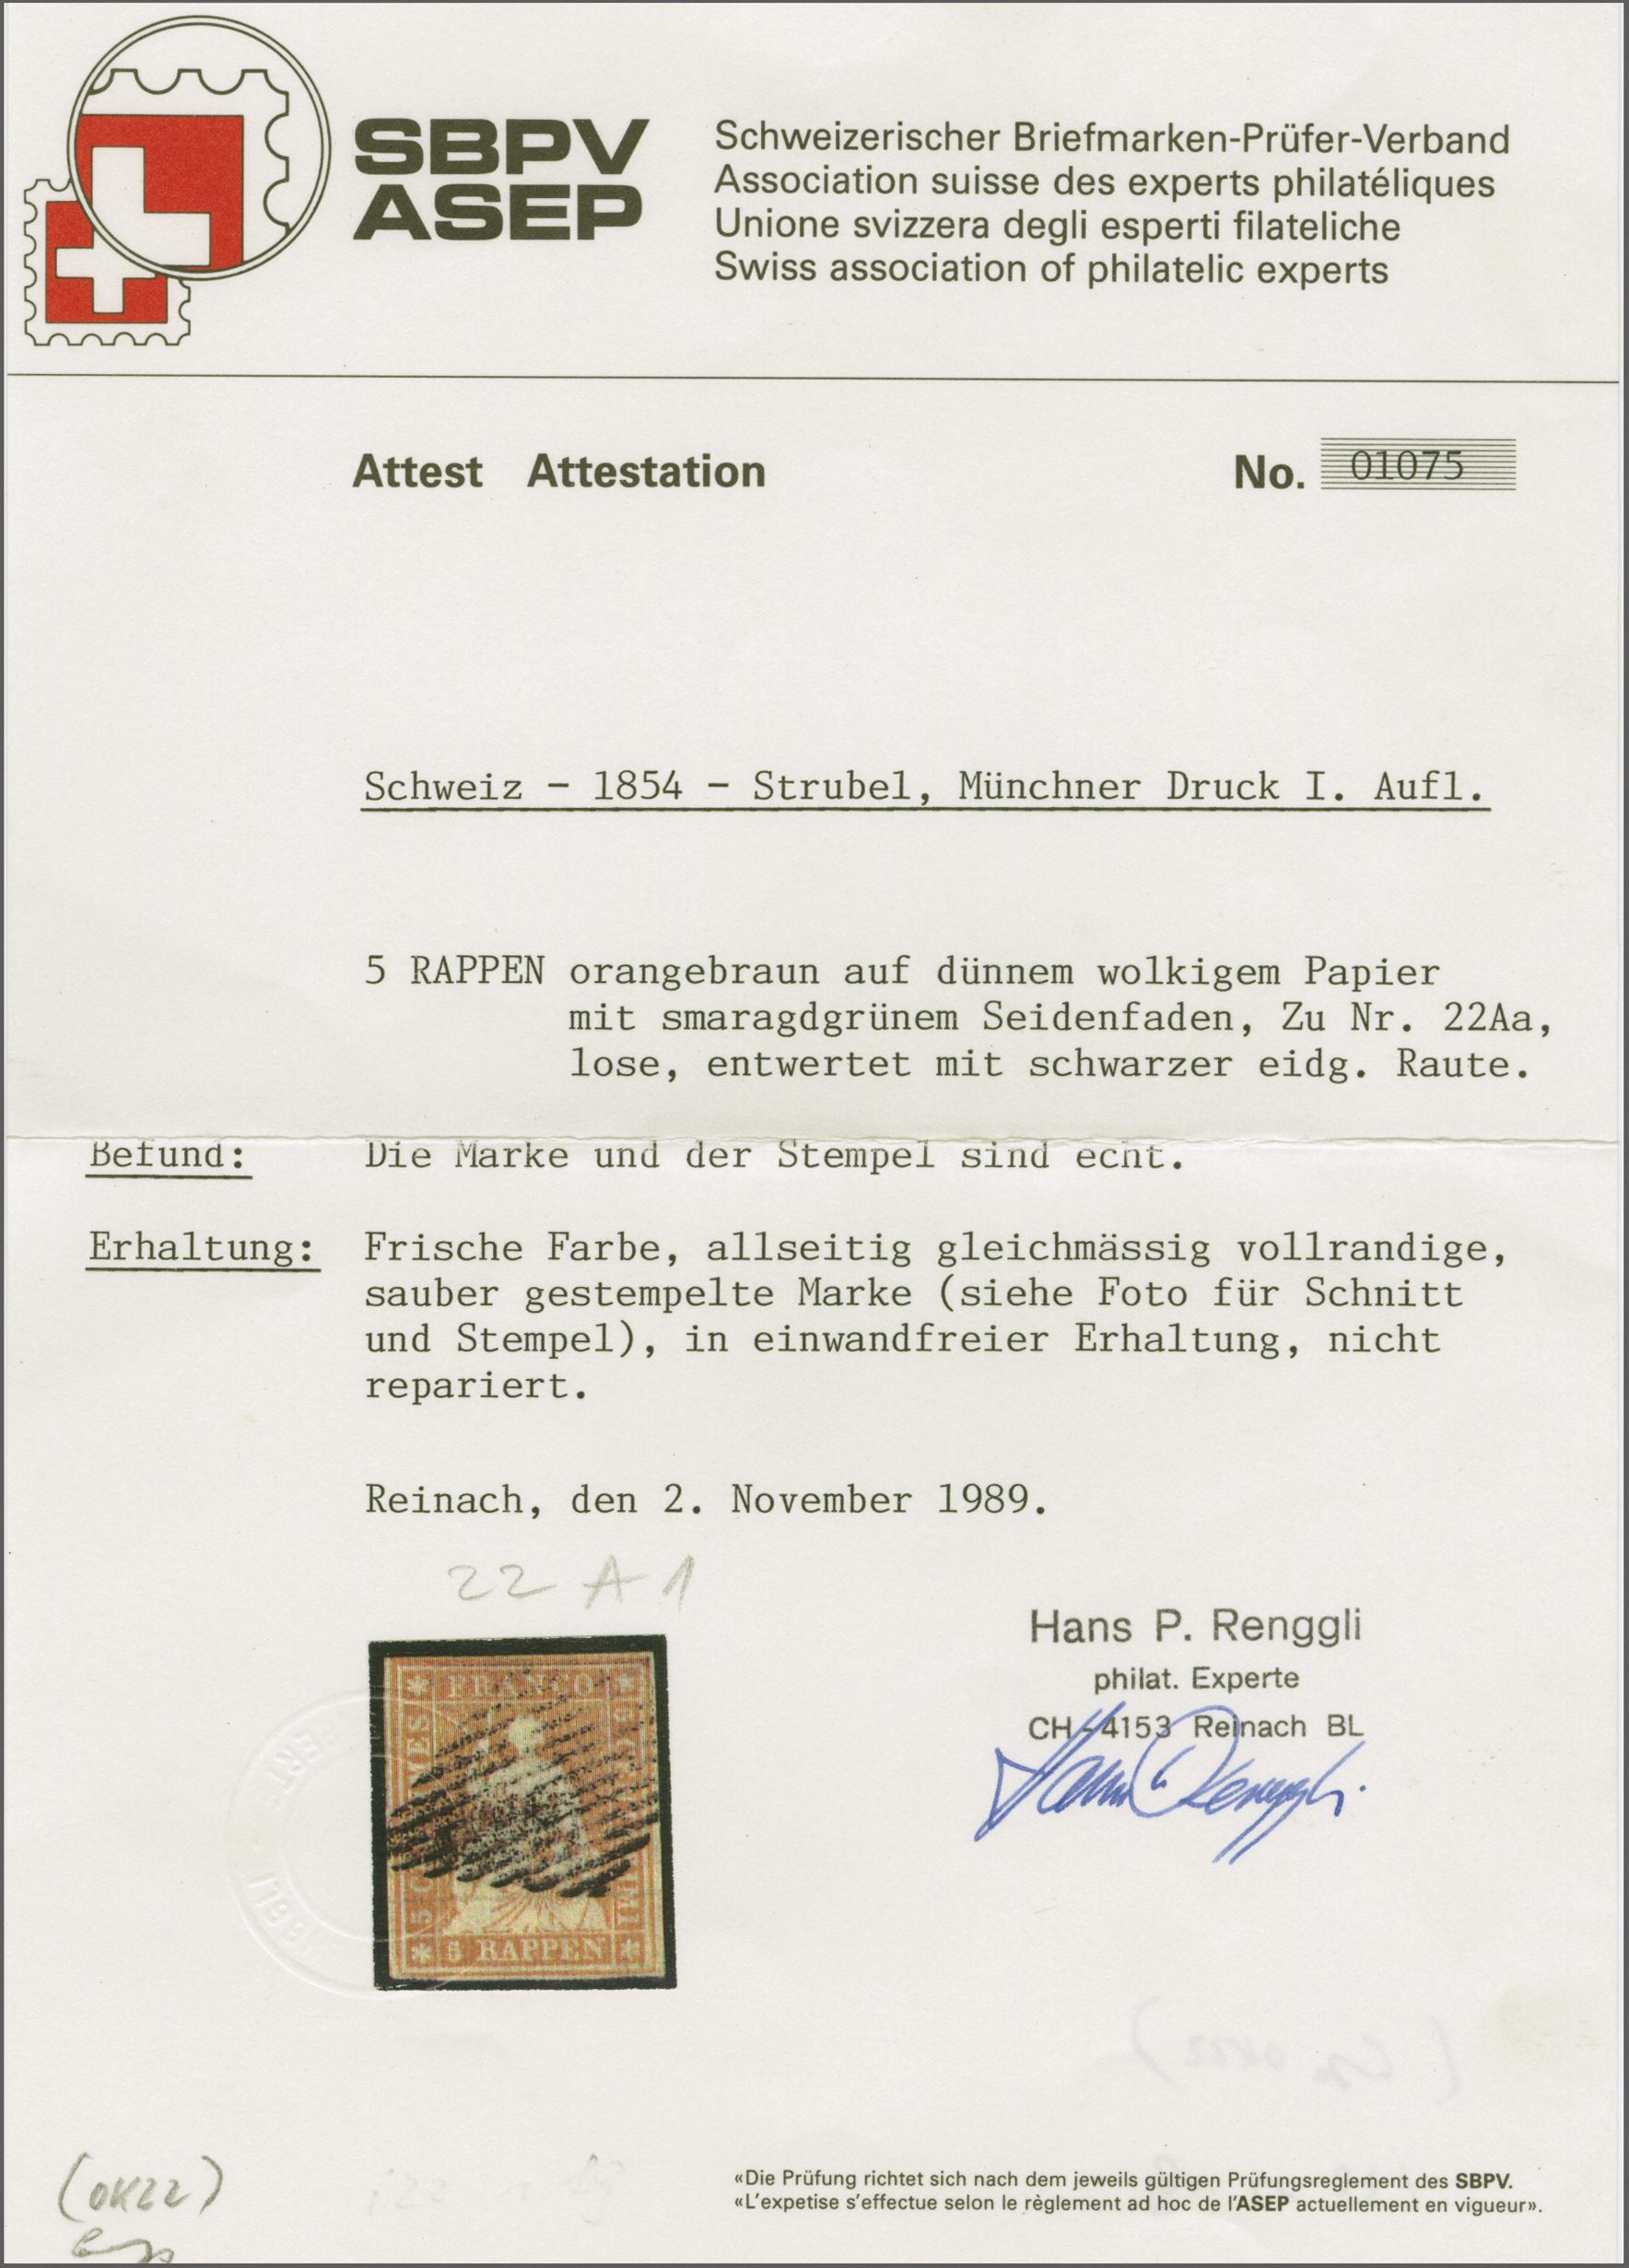 SBPV
ASEP
Schweizerischer Briefmarken-Prüfer-Verband
Association suisse des experts philatéliques
Unione svizzera degli esperti filateliche
Swiss association of philatelic experts
Attest Attestation
No. 01075
Schweiz - 1854 - Strubel, Münchner Druck I. Aufl.
5 RAPPEN orangebraun auf dünnem wolkigem Papier
mit smaragdgrünem Seidenfaden, Zu Nr. 22Aa,
lose, entwertet mit schwarzer eidg. Raute.
Befund: Die Marke und der Stempel sind echt.
Erhaltung: Frische Farbe, allseitig gleichmässig vollrandige,
sauber gestempelte Marke (siehe Foto für Schnitt
und Stempel), in einwandfreier Erhaltung, nicht
repariert.
Reinach, den 2. November 1989.
22 A 1
FRANCO
5 RAPPEN
Hans P. Renggli
philat. Experte
CH-4153 Reinach BL
Hans P. Renggli
(OK22)
«Die Prüfung richtet sich nach dem jeweils gültigen Prüfungsreglement des SBPV.
«L'expetise s'effectue selon le règlement ad hoc de l'ASEP actuellement en vigueur».